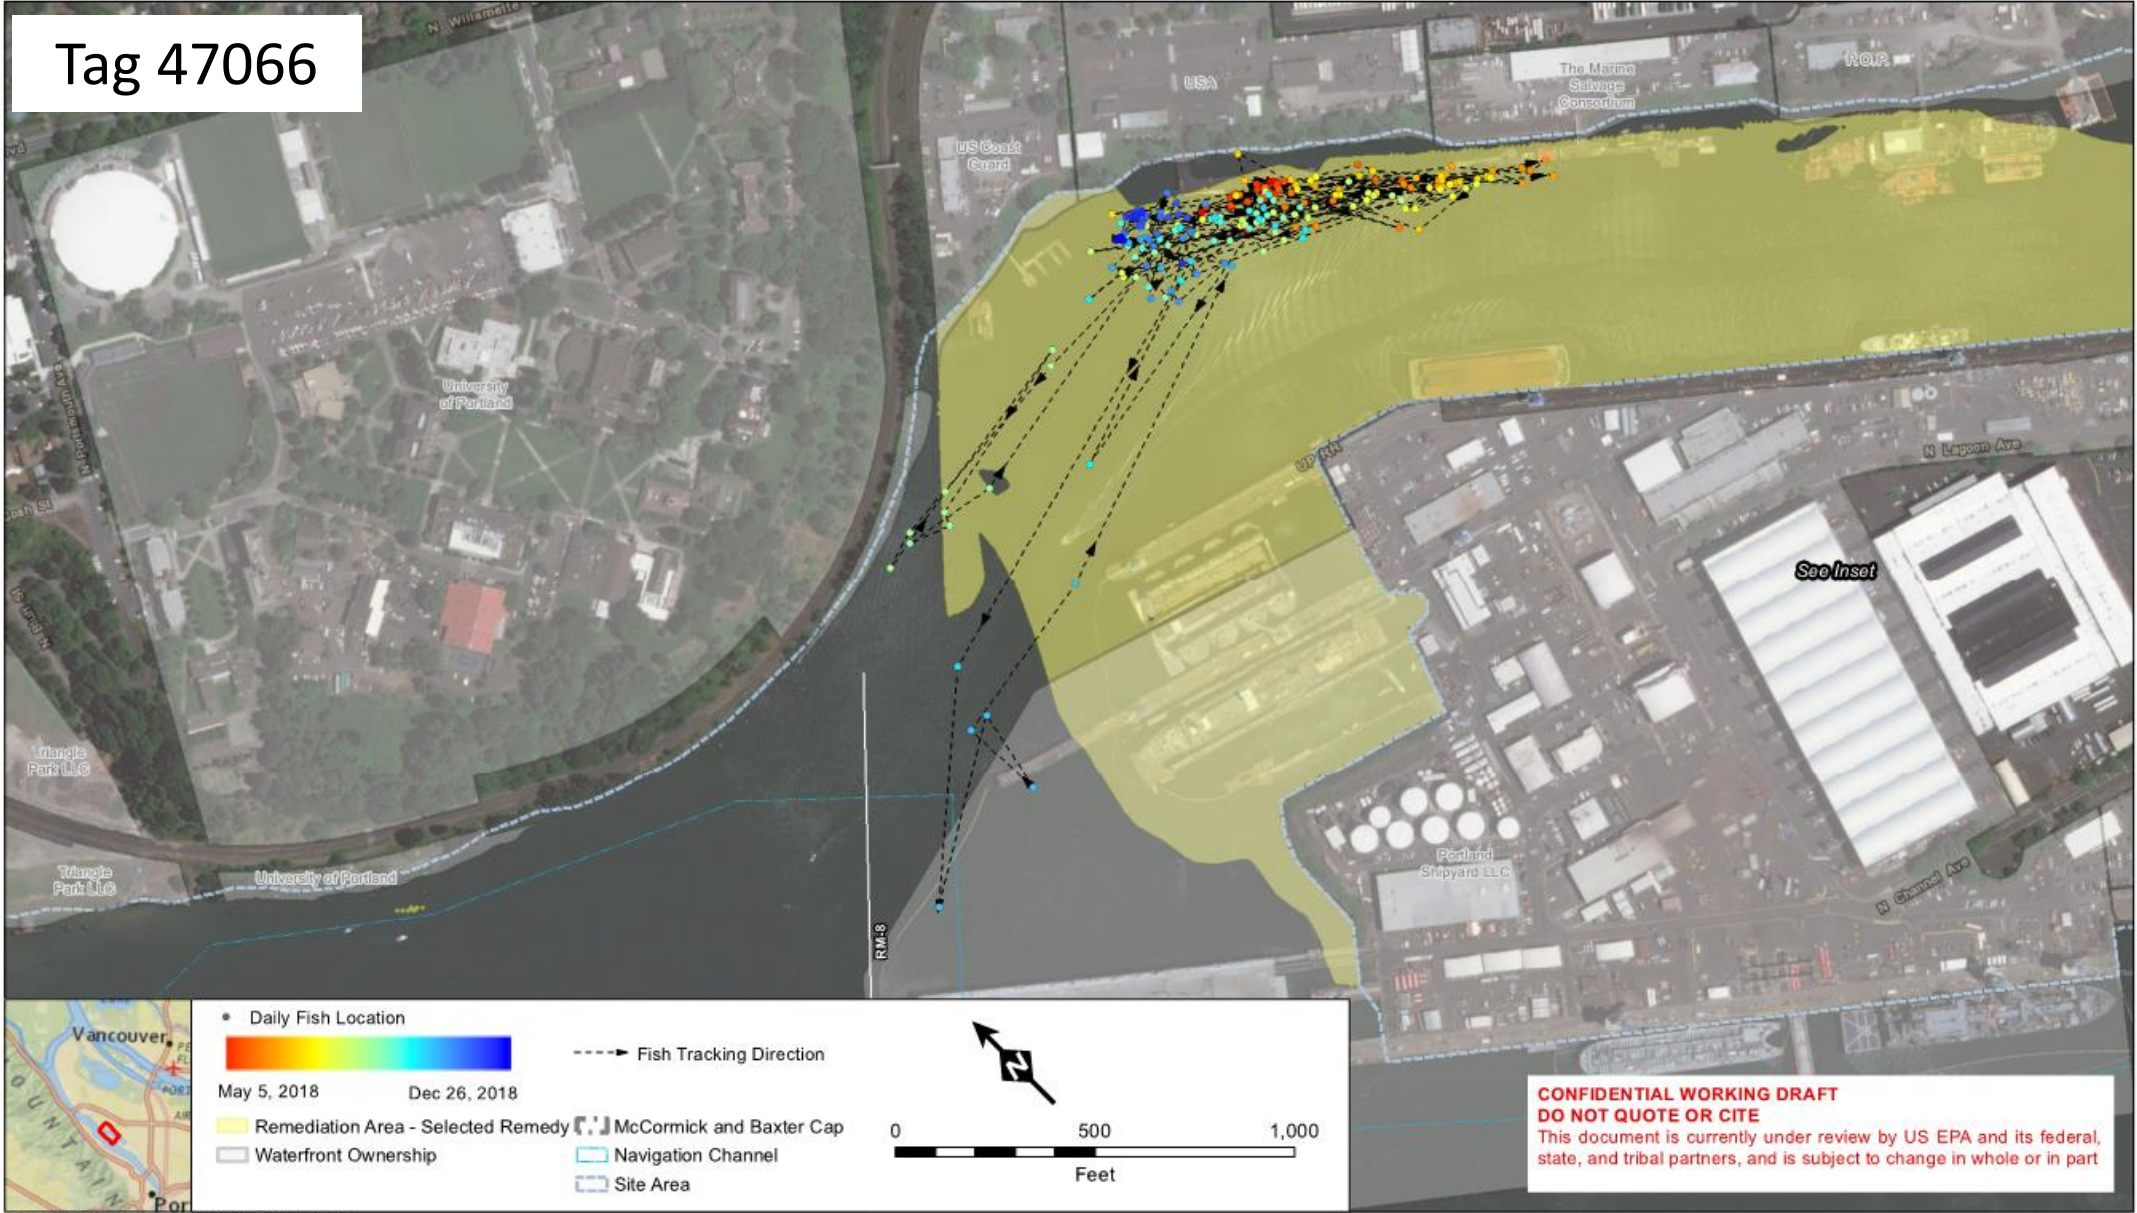 Tag 47066
N Willamette
USA
The Marine
Salvage
Consortium
P.O.P.
US Coast
Guard
University
of Portland
N Portsmouth Ave
UP RR
N Lagoon Ave
See Inset
Triangle
Park LLC
Triangle
Park LLC
University of Portland
RM-8
Portland
Shipyard LLC
N Channel Ave
Vancouver
Daily Fish Location
May 5, 2018
Dec 26, 2018
Fish Tracking Direction
Remediation Area - Selected Remedy
McCormick and Baxter Cap
Waterfront Ownership
Navigation Channel
Site Area
N
0
500
1,000
Feet
CONFIDENTIAL WORKING DRAFT
DO NOT QUOTE OR CITE
This document is currently under review by US EPA and its federal,
state, and tribal partners, and is subject to change in whole or in part